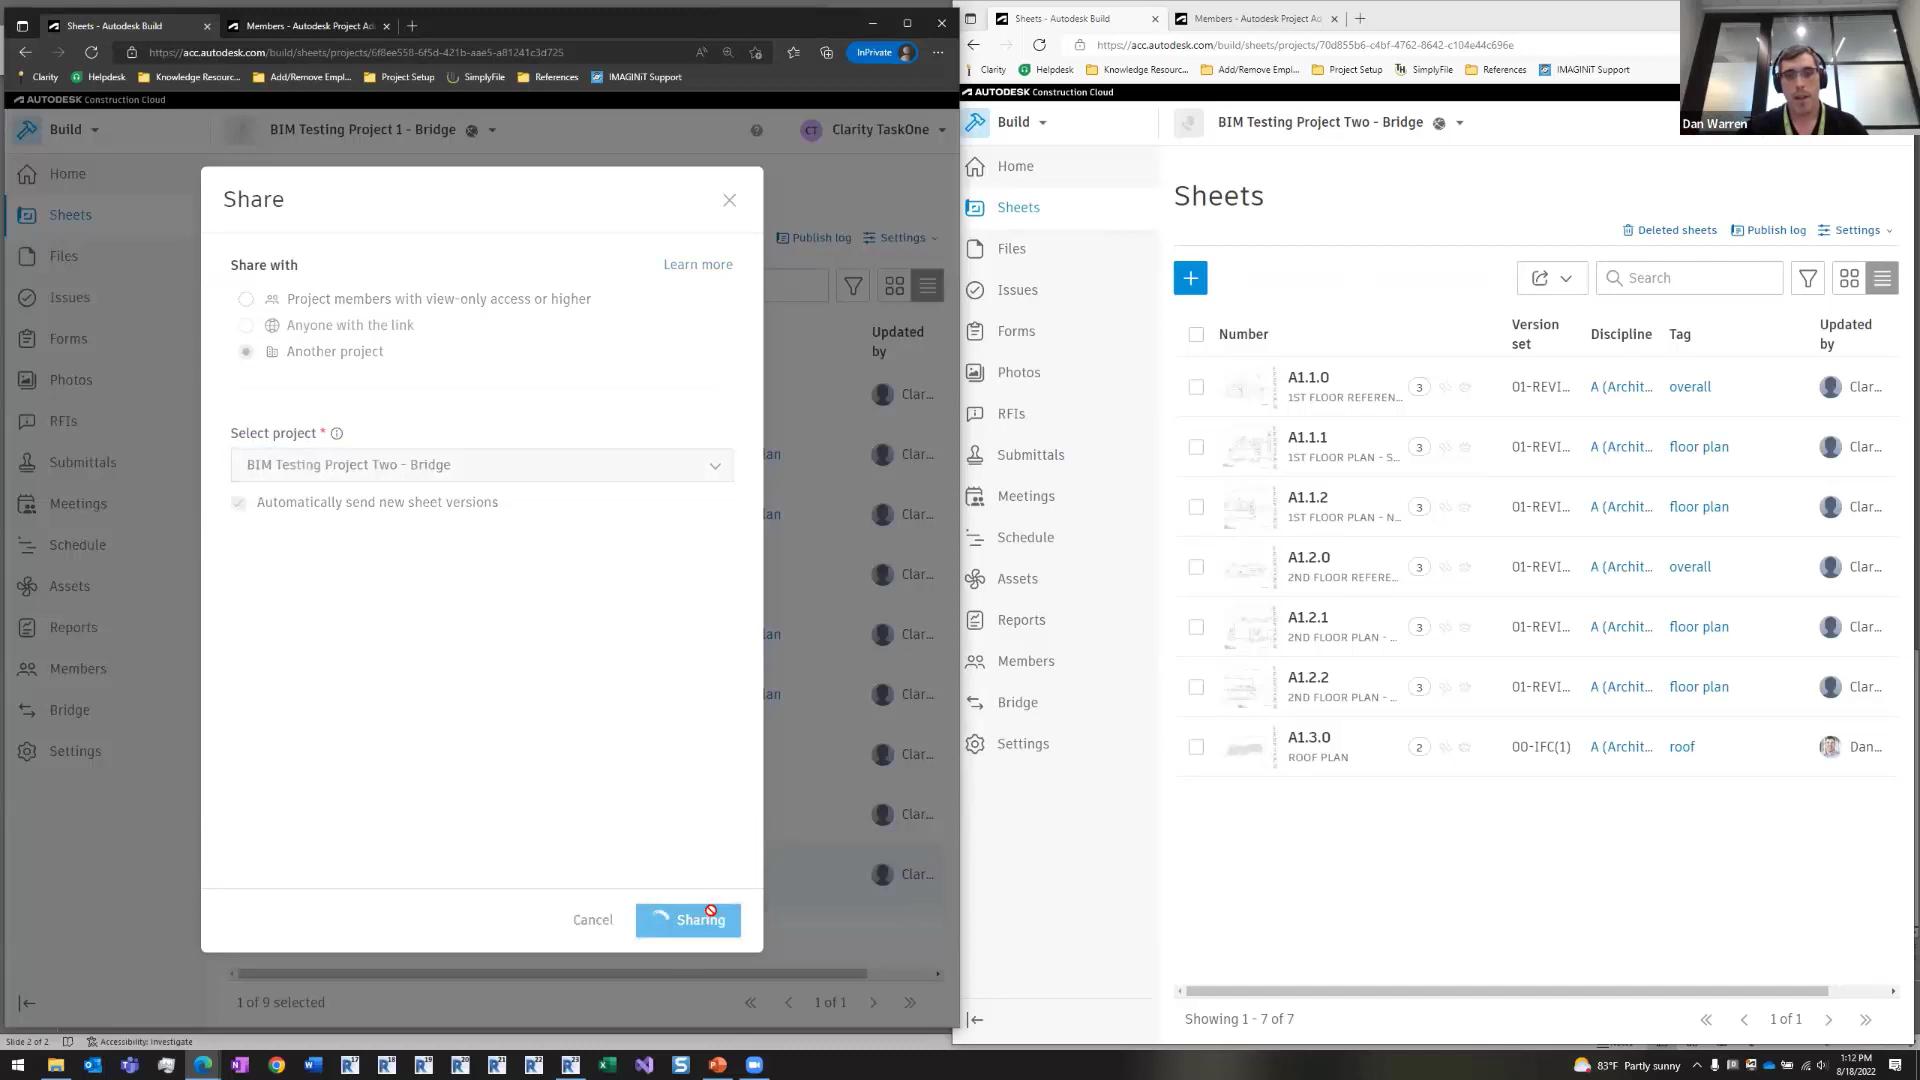 Sheets - Autodesk Build
Members - Autodesk Project Ad
https://acc.autodesk.com/build/sheets/projects/6f8ee558-6f5d-421b-aae5-a81241c3d725
InPrivate
Clarity
Helpdesk
Knowledge Resourc...
Add/Remove Empl...
Project Setup
SimplyFile
References
IMAGINiT Support
AUTODESK Construction Cloud
Build
BIM Testing Project 1 - Bridge
CT
Clarity TaskOne
Home
Sheets
Files
Issues
Forms
Photos
RFIs
Submittals
Meetings
Schedule
Assets
Reports
Members
Bridge
Settings
Publish log
Settings
Updated by
Clar...
lan
Clar...
lan
Clar...
Clar...
lan
Clar...
lan
Clar...
Clar...
Clar...
Clar...
Share
Share with
Learn more
Project members with view-only access or higher
Anyone with the link
Another project
Select project *
BIM Testing Project Two - Bridge
Automatically send new sheet versions
Cancel
Sharing
1 of 9 selected
1 of 1
Sheets - Autodesk Build
Members - Autodesk Project Ad
https://acc.autodesk.com/build/sheets/projects/70d855b6-c4bf-4762-8642-c104e44c696e
Clarity
Helpdesk
Knowledge Resourc...
Add/Remove Empl...
Project Setup
SimplyFile
References
IMAGINiT Support
AUTODESK Construction Cloud
Build
BIM Testing Project Two - Bridge
Home
Sheets
Files
Issues
Forms
Photos
RFIs
Submittals
Meetings
Schedule
Assets
Reports
Members
Bridge
Settings
Sheets
Deleted sheets
Publish log
Settings
Search
Number
Version set
Discipline
Tag
Updated by
A1.1.0
1ST FLOOR REFEREN...
3
01-REVI...
A (Archit...
overall
Clar...
A1.1.1
1ST FLOOR PLAN - S...
3
01-REVI...
A (Archit...
floor plan
Clar...
A1.1.2
1ST FLOOR PLAN - N...
3
01-REVI...
A (Archit...
floor plan
Clar...
A1.2.0
2ND FLOOR REFERE...
3
01-REVI...
A (Archit...
overall
Clar...
A1.2.1
2ND FLOOR PLAN - ...
3
01-REVI...
A (Archit...
floor plan
Clar...
A1.2.2
2ND FLOOR PLAN - ...
3
01-REVI...
A (Archit...
floor plan
Clar...
A1.3.0
ROOF PLAN
2
00-IFC(1)
A (Archit...
roof
Dan...
Showing 1 - 7 of 7
1 of 1
Dan Warren
Slide 2 of 2
Accessibility: Investigate
83°F Partly sunny
1:12 PM
8/18/2022